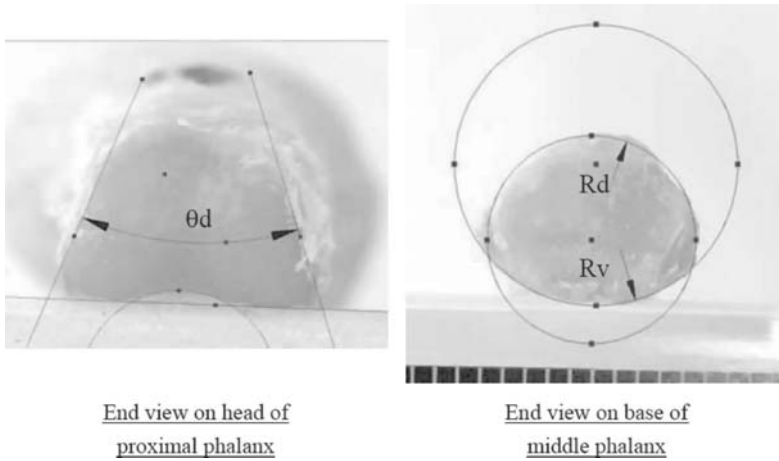 θd
Rd
Rv
End view on head of
proximal phalanx
End view on base of
middle phalanx